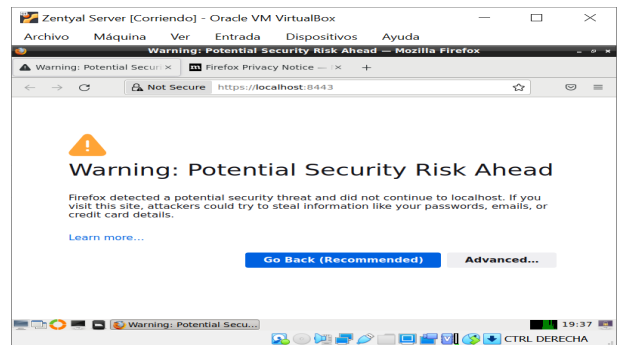 Zentyal Server [Corriendo] - Oracle VM VirtualBox
Archivo Máquina Ver Entrada Dispositivos Ayuda
Warning: Potential Security Risk Ahead — Mozilla Firefox
Warning: Potential Secur Firefox Privacy Notice —
Not Secure https://localhost:8443
Warning: Potential Security Risk Ahead
Firefox detected a potential security threat and did not continue to localhost. If you
visit this site, attackers could try to steal information like your passwords, emails, or
credit card details.
Learn more...
Go Back (Recommended) Advanced...
Warning: Potential Secu... 19:37
CTRL DERECHA